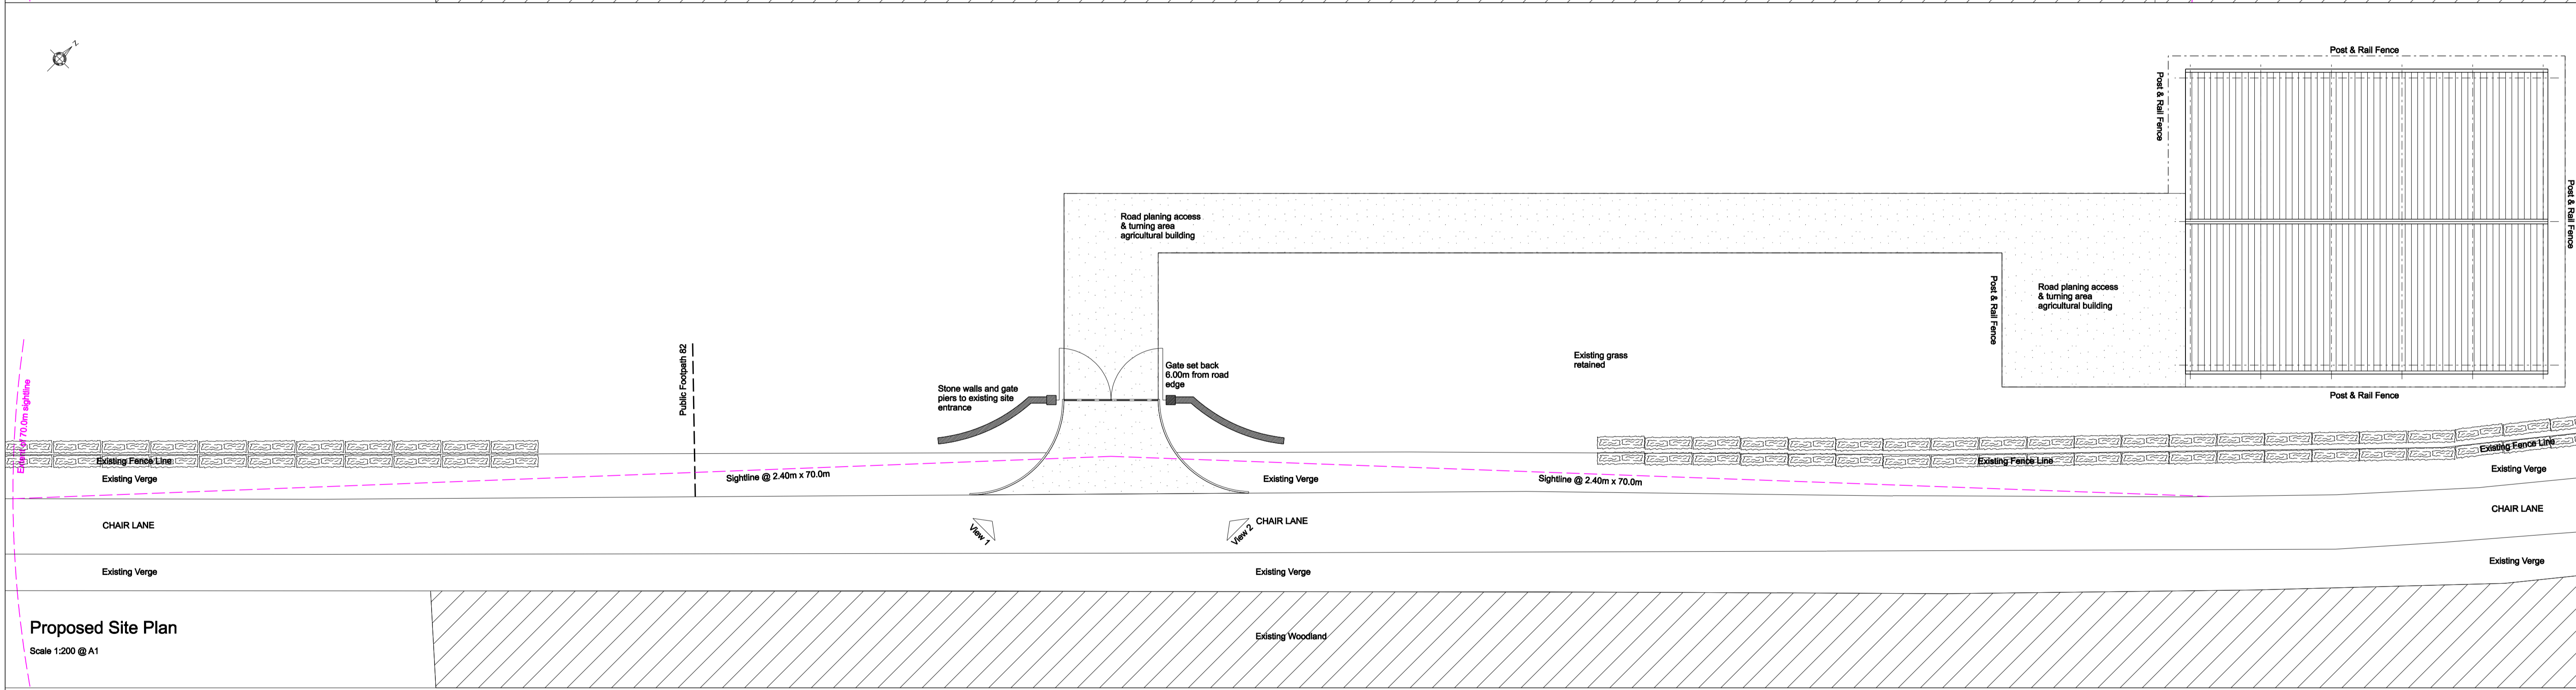 Z
Post & Rail Fence
Post & Rail Fence
Post & Rail Fence
Road planing access
& turning area
agricultural building
Road planing access
& turning area
agricultural building
Post & Rail Fence
Public Footpath 82
Existing grass
retained
Gate set back
6.00m from road
edge
Stone walls and gate
piers to existing site
entrance
Post & Rail Fence
Extent of 70.0m sightline
Existing Fence Line
Existing Fence Line
Existing Fence Line
Existing Verge
Sightline @ 2.40m x 70.0m
Existing Verge
Sightline @ 2.40m x 70.0m
Existing Verge
CHAIR LANE
View 1
View 2
CHAIR LANE
CHAIR LANE
Existing Verge
Existing Verge
Existing Verge
Proposed Site Plan
Scale 1:200 @ A1
Existing Woodland